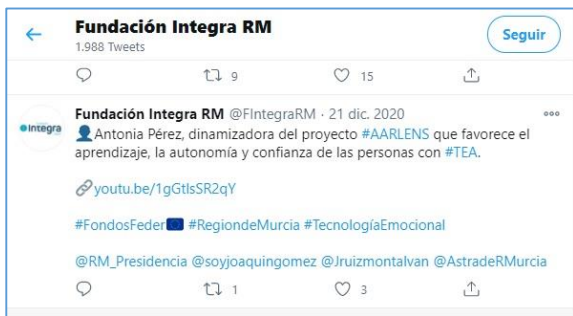 Fundación Integra RM
1.988 Tweets
Seguir
9 15
integra
Fundación Integra RM @FIntegraRM · 21 dic. 2020
Antonia Pérez, dinamizadora del proyecto #AARLENS que favorece el
aprendizaje, la autonomía y confianza de las personas con #TEA.
youtu.be/1gGtlsSR2qY
#FondosFeder🇪🇺 #RegiondeMurcia #TecnologíaEmocional
@RM_Presidencia @soyjoaquingomez @Jruizmontalvan @AstradeRMurcia
1 3